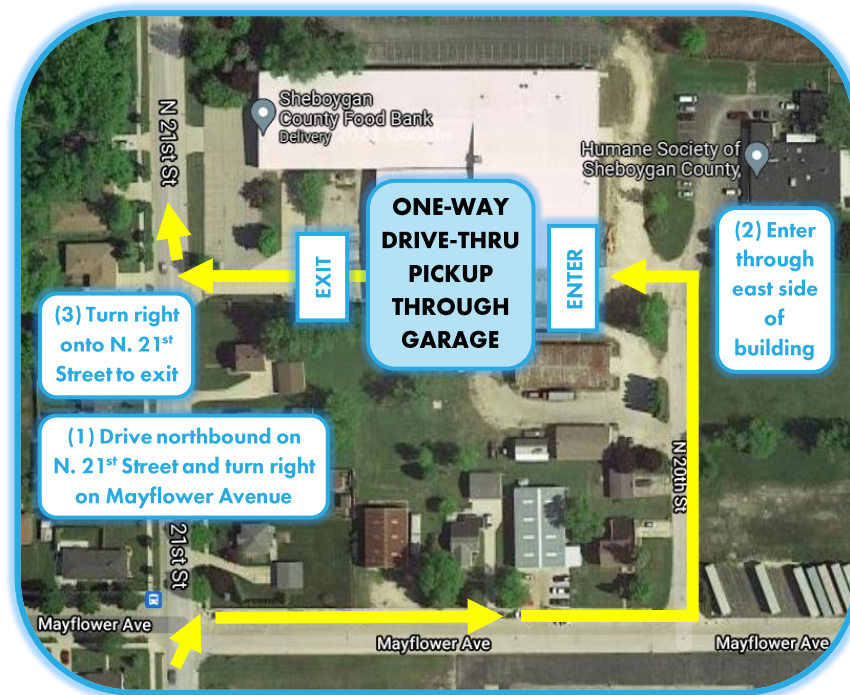 N 21st St
Sheboygan
County Food Bank
Delivery
Humane Society of
Sheboygan County
ONE-WAY
DRIVE-THRU
PICKUP
THROUGH
GARAGE
EXIT
ENTER
(2) Enter
through
east side
of
building
(3) Turn right
onto N. 21st
Street to exit
(1) Drive northbound on
N. 21st Street and turn right
on Mayflower Avenue
N 20th St
21st St
Mayflower Ave
Mayflower Ave
Mayflower Ave